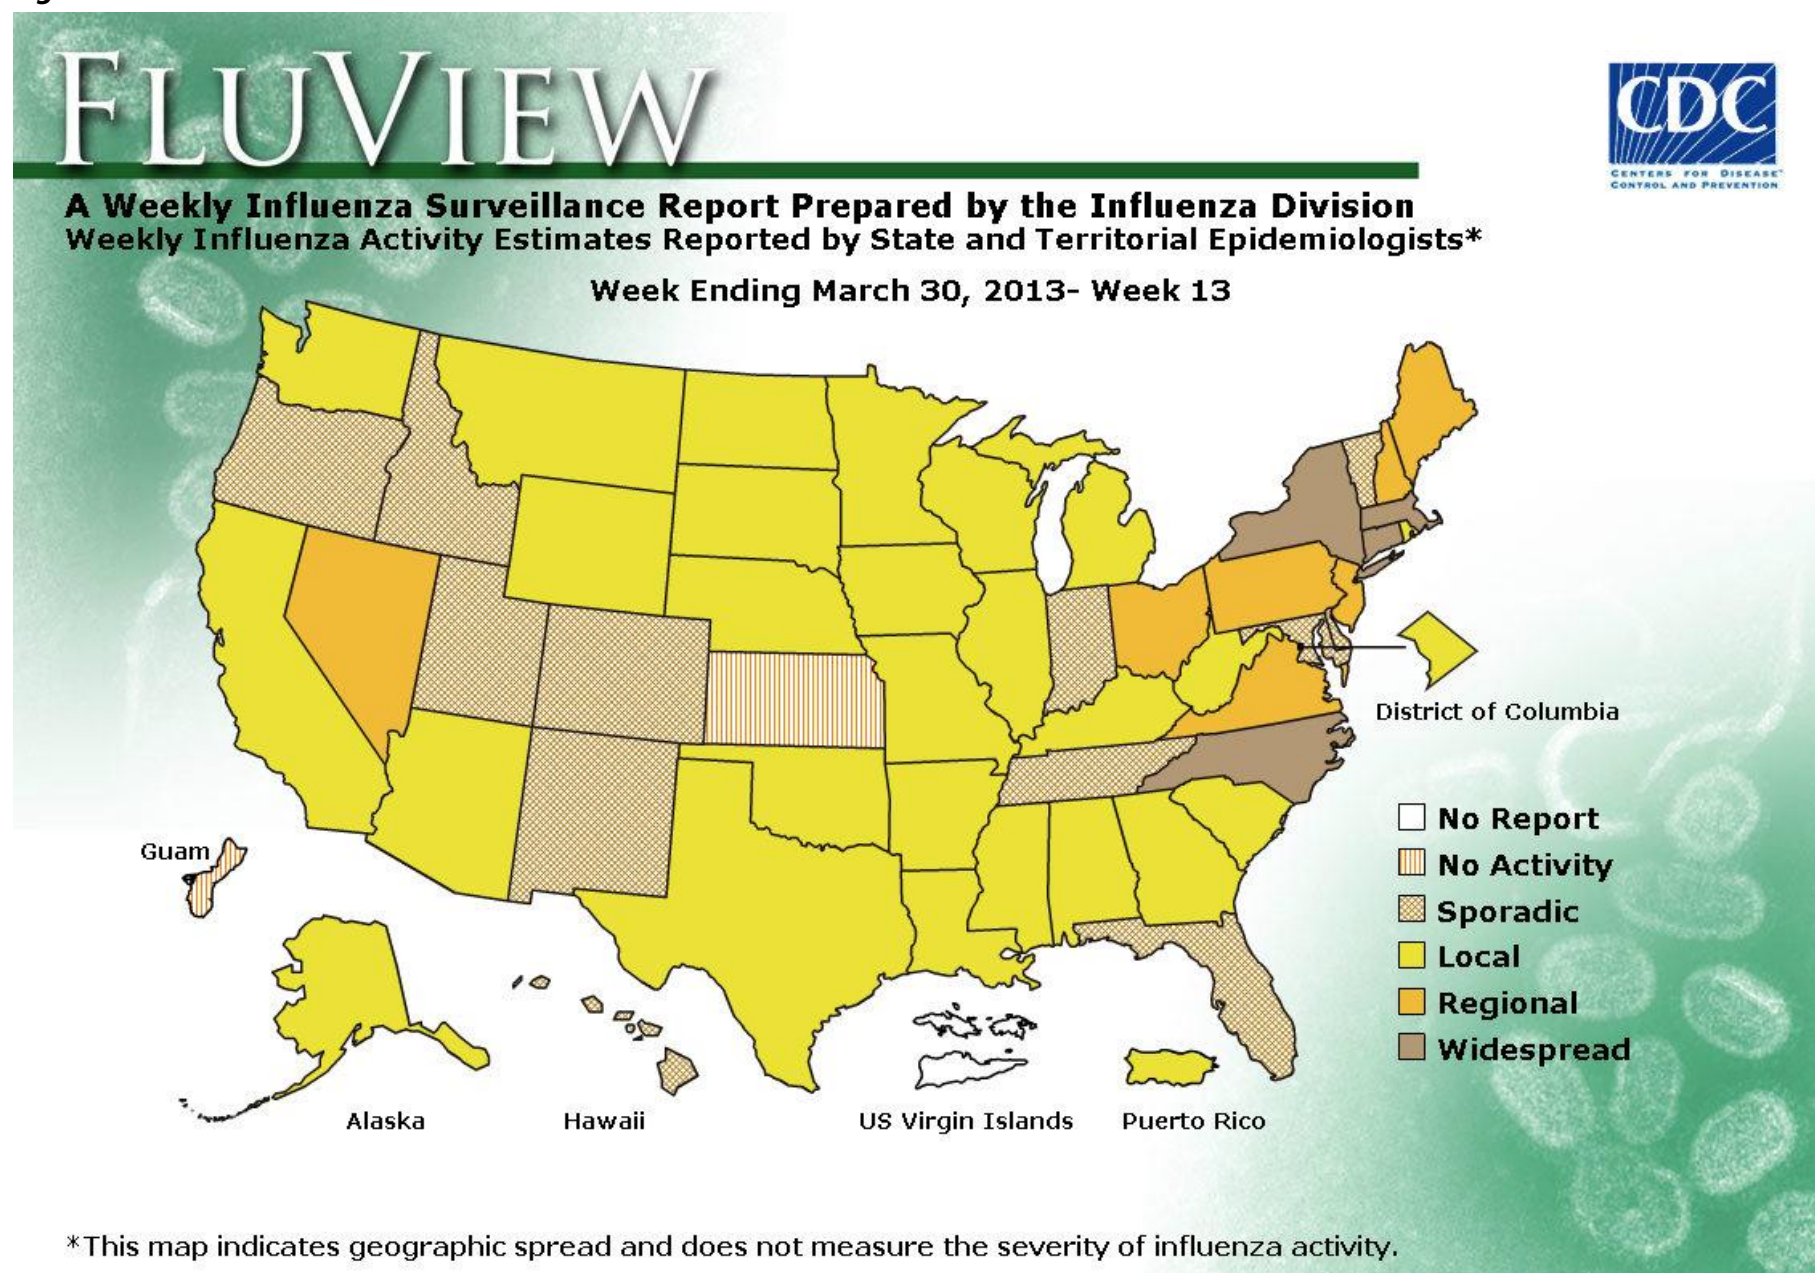 FLUVIEW
CDC
CENTERS FOR DISEASE
CONTROL AND PREVENTION
A Weekly Influenza Surveillance Report Prepared by the Influenza Division
Weekly Influenza Activity Estimates Reported by State and Territorial Epidemiologists*
Week Ending March 30, 2013- Week 13
District of Columbia
No Report
Guam
No Activity
Sporadic
Local
Regional
Widespread
Alaska
Hawaii
US Virgin Islands
Puerto Rico
*This map indicates geographic spread and does not measure the severity of influenza activity.